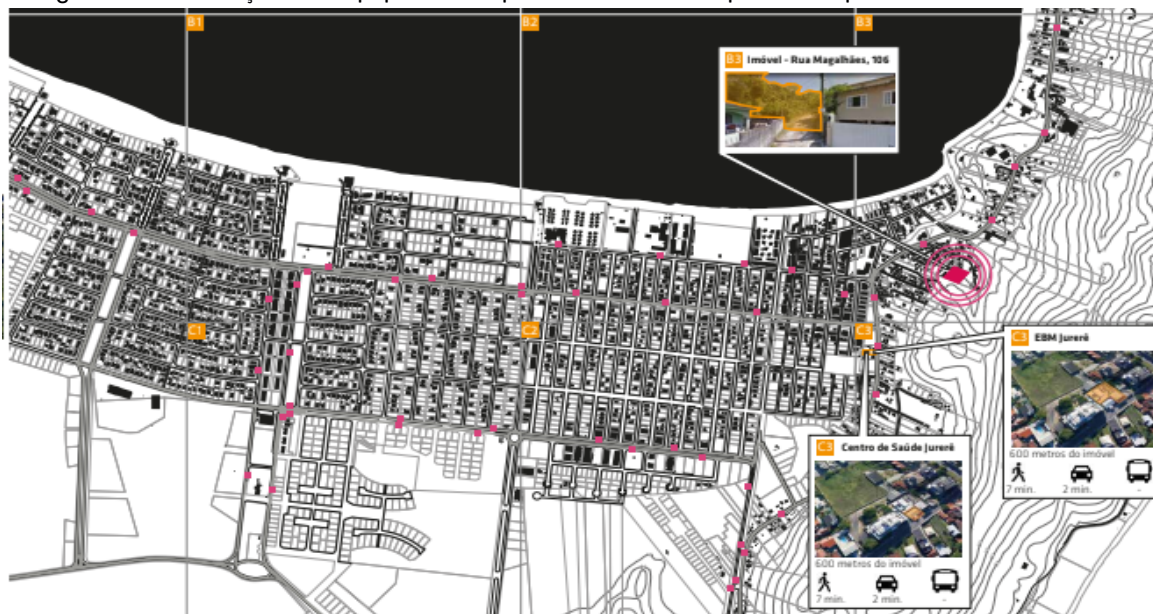 B1
B2
B3
B3 Imóvel - Rua Magalhães, 106
C1
C2
C3
C3 EBM Jurerê
600 metros do imóvel
7 min. 2 min. -
C3 Centro de Saúde Jurerê
600 metros do imóvel
7 min. 2 min. -